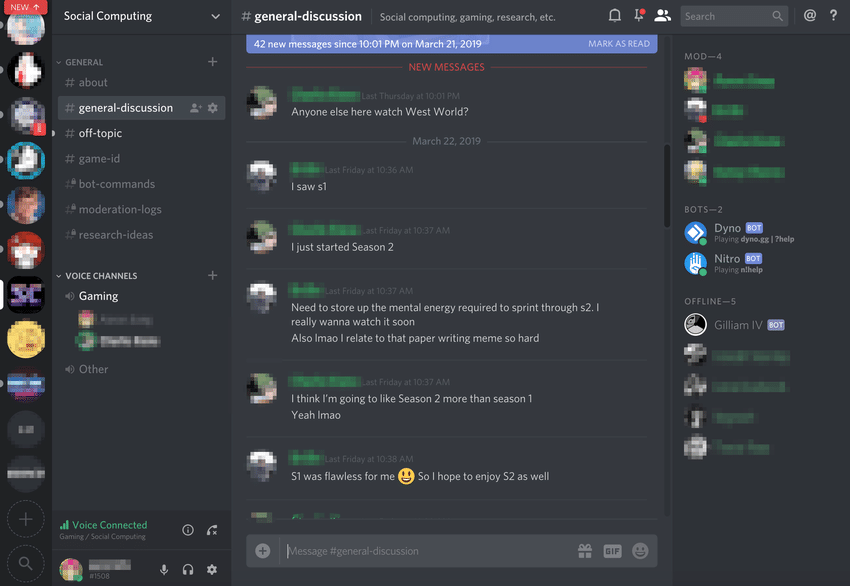 NEW ↑
Social Computing
# general-discussion
Social computing, gaming, research, etc.
Search
@
?
GENERAL
# about
# general-discussion
# off-topic
# game-id
# bot-commands
# moderation-logs
# research-ideas
VOICE CHANNELS
Gaming
Other
Voice Connected
Gaming / Social Computing
#1508
42 new messages since 10:01 PM on March 21, 2019
MARK AS READ
NEW MESSAGES
Last Thursday at 10:01 PM
Anyone else here watch West World?
March 22, 2019
Last Friday at 10:36 AM
I saw s1
Last Friday at 10:37 AM
I just started Season 2
Last Friday at 10:37 AM
Need to store up the mental energy required to sprint through s2. I
really wanna watch it soon
Also lmao I relate to that paper writing meme so hard
Last Friday at 10:37 AM
I think I'm going to like Season 2 more than season 1
Yeah lmao
Last Friday at 10:38 AM
S1 was flawless for me 😃 So I hope to enjoy S2 as well
Message #general-discussion
GIF
MOD—4
BOTS—2
Dyno BOT
Playing dyno.gg | ?help
Nitro BOT
Playing n!help
OFFLINE—5
Gilliam IV BOT